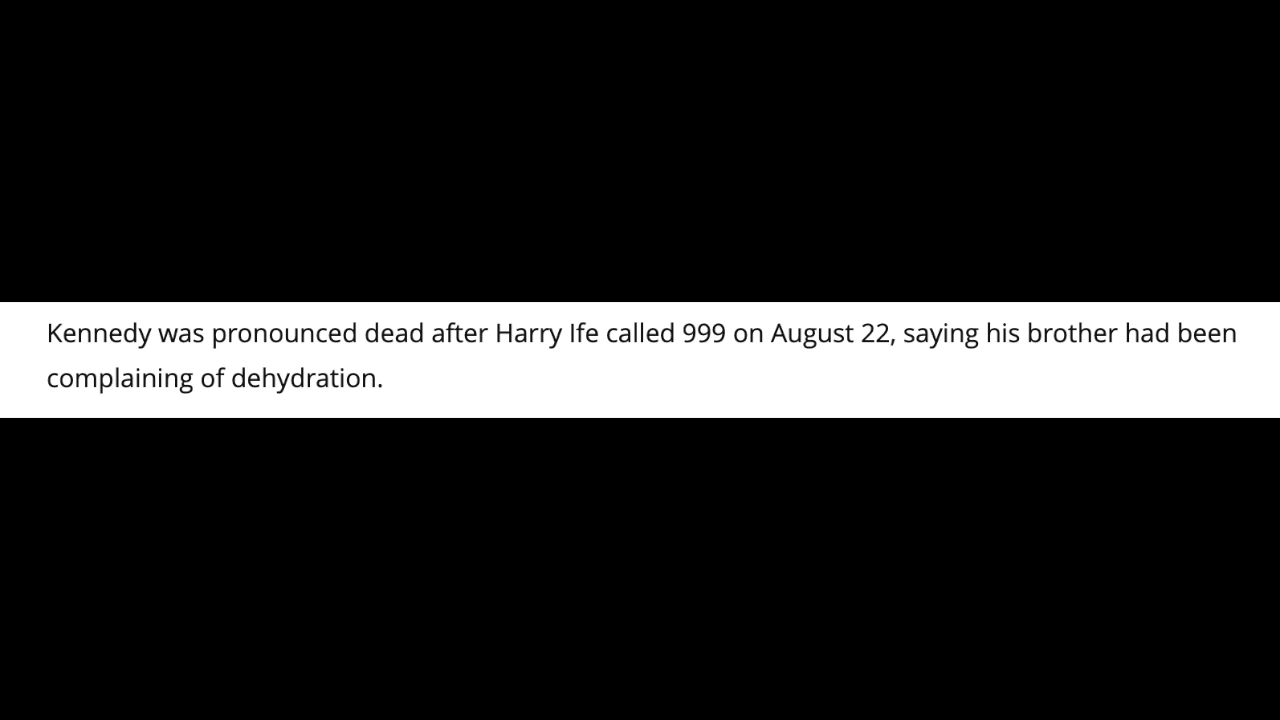 Kennedy was pronounced dead after Harry Ife called 999 on August 22, saying his brother had been
complaining of dehydration.